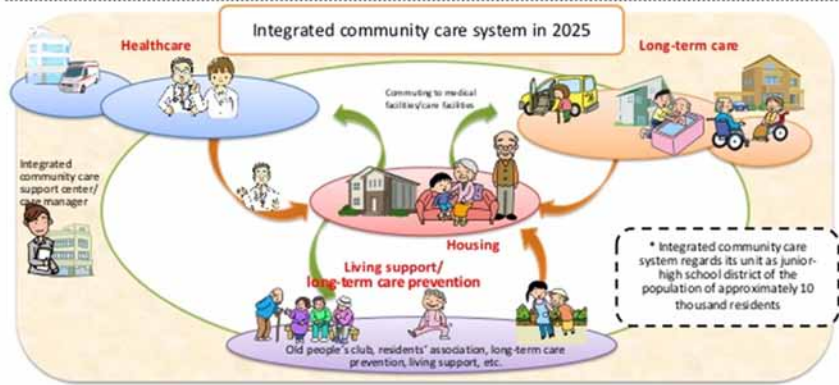 Integrated community care system in 2025
Healthcare
Long-term care
Commuting to medical
facilities/care facilities
Integrated
community care
support center/
care manager
Housing
Living support/
long-term care prevention
* Integrated community care
system regards its unit as junior-
high school district of the
population of approximately 10
thousand residents
Old people's club, residents' association, long-term care
prevention, living support, etc.